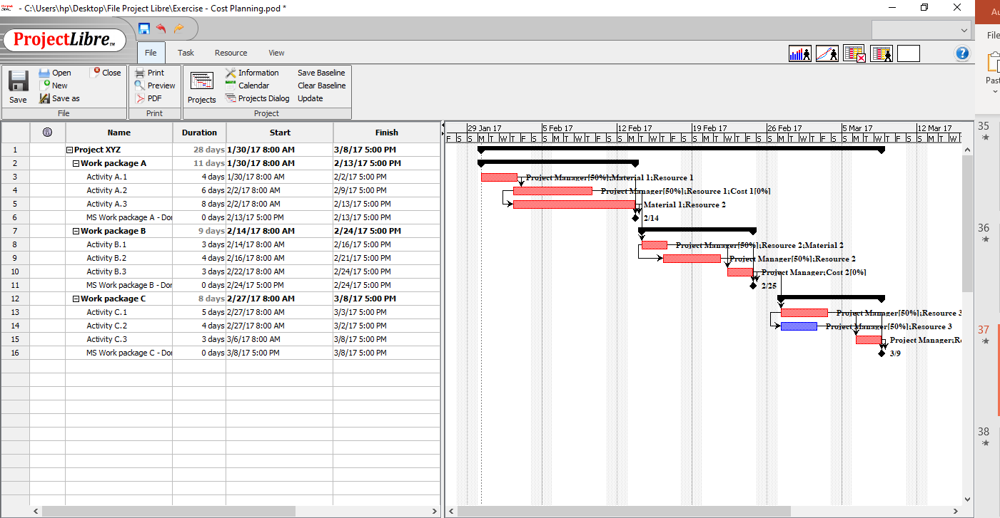 - C:\Users\hp\Desktop\File Project Libre\Exercise - Cost Planning.pod *
Au
ProjectLibre TM
File Task Resource View
File
Save Open New Save as Close
File
Print Preview PDF
Print
Projects Information Calendar Projects Dialog Save Baseline Clear Baseline Update
Project
Past
Name Duration Start Finish
29 Jan 17 5 Feb 17 12 Feb 17 19 Feb 17 26 Feb 17 5 Mar 17 12 Mar 17
F S S M T W T F S S M T W T F S S M T W T F S S M T W T F S S M T W T F S S M T W T F S S M T W
1 Project XYZ 28 days 1/30/17 8:00 AM 3/8/17 5:00 PM
2 Work package A 11 days 1/30/17 8:00 AM 2/13/17 5:00 PM
3 Activity A.1 4 days 1/30/17 8:00 AM 2/2/17 5:00 PM Project Manager[50%];Material 1;Resource 1
4 Activity A.2 6 days 2/2/17 8:00 AM 2/9/17 5:00 PM Project Manager[50%];Resource 1;Cost 1[0%]
5 Activity A.3 8 days 2/2/17 8:00 AM 2/13/17 5:00 PM Material 1;Resource 2
6 MS Work package A - Dor 0 days 2/13/17 5:00 PM 2/13/17 5:00 PM 2/14
7 Work package B 9 days 2/14/17 8:00 AM 2/24/17 5:00 PM
8 Activity B.1 3 days 2/14/17 8:00 AM 2/16/17 5:00 PM Project Manager[50%];Resource 2;Material 2
9 Activity B.2 4 days 2/16/17 8:00 AM 2/21/17 5:00 PM Project Manager[50%];Resource 2
10 Activity B.3 3 days 2/22/17 8:00 AM 2/24/17 5:00 PM Project Manager;Cost 2[0%]
11 MS Work package B - Dor 0 days 2/24/17 5:00 PM 2/24/17 5:00 PM 2/25
12 Work package C 8 days 2/27/17 8:00 AM 3/8/17 5:00 PM
13 Activity C.1 5 days 2/27/17 8:00 AM 3/3/17 5:00 PM Project Manager[50%];Resource 3
14 Activity C.2 4 days 2/27/17 8:00 AM 3/2/17 5:00 PM Project Manager[50%];Resource 3
15 Activity C.3 3 days 3/6/17 8:00 AM 3/8/17 5:00 PM Project Manager;Re
16 MS Work package C - Dor 0 days 3/8/17 5:00 PM 3/8/17 5:00 PM 3/9
35
36
37
38